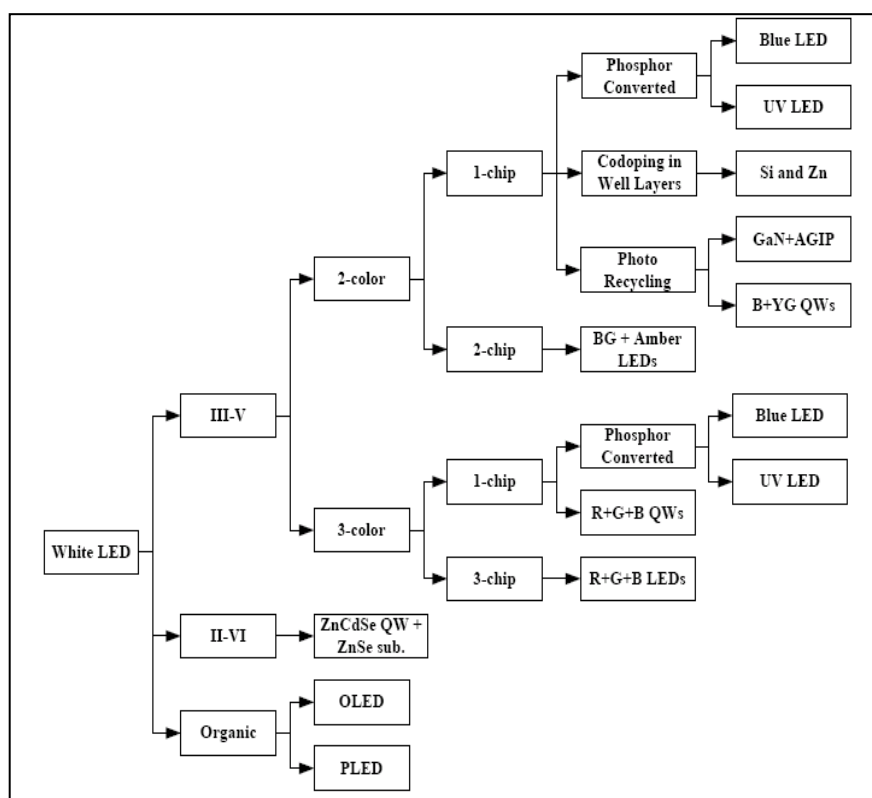 Blue LED
Phosphor
Converted
UV LED
1-chip
Codoping in
Well Layers
Si and Zn
GaN+AGIP
Photo
Recycling
2-color
B+YG QWs
2-chip
BG + Amber
LEDs
III-V
Blue LED
Phosphor
Converted
1-chip
UV LED
R+G+B QWs
3-color
White LED
3-chip
R+G+B LEDs
II-VI
ZnCdSe QW +
ZnSe sub.
OLED
Organic
PLED